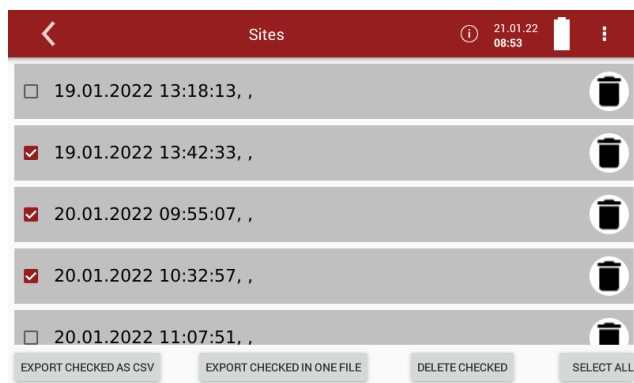 Sites
21.01.22
08:53
19.01.2022 13:18:13, ,
19.01.2022 13:42:33, ,
20.01.2022 09:55:07, ,
20.01.2022 10:32:57, ,
20.01.2022 11:07:51, ,
EXPORT CHECKED AS CSV EXPORT CHECKED IN ONE FILE DELETE CHECKED SELECT ALL